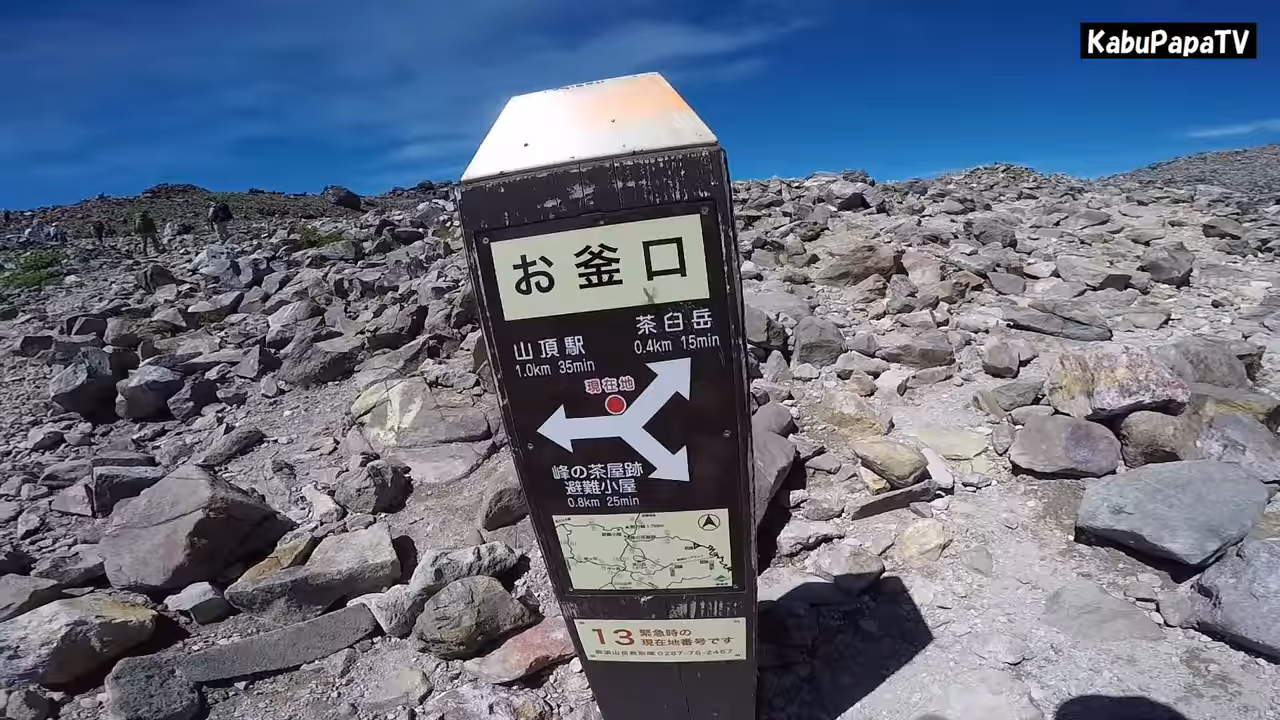 KabuPapaTV
お釜口
茶臼岳
0.4km 15min
山頂駅
1.0km 35min
現在地
峰の茶屋跡
避難小屋
0.8km 25min
13 緊急時の
現在地番号です